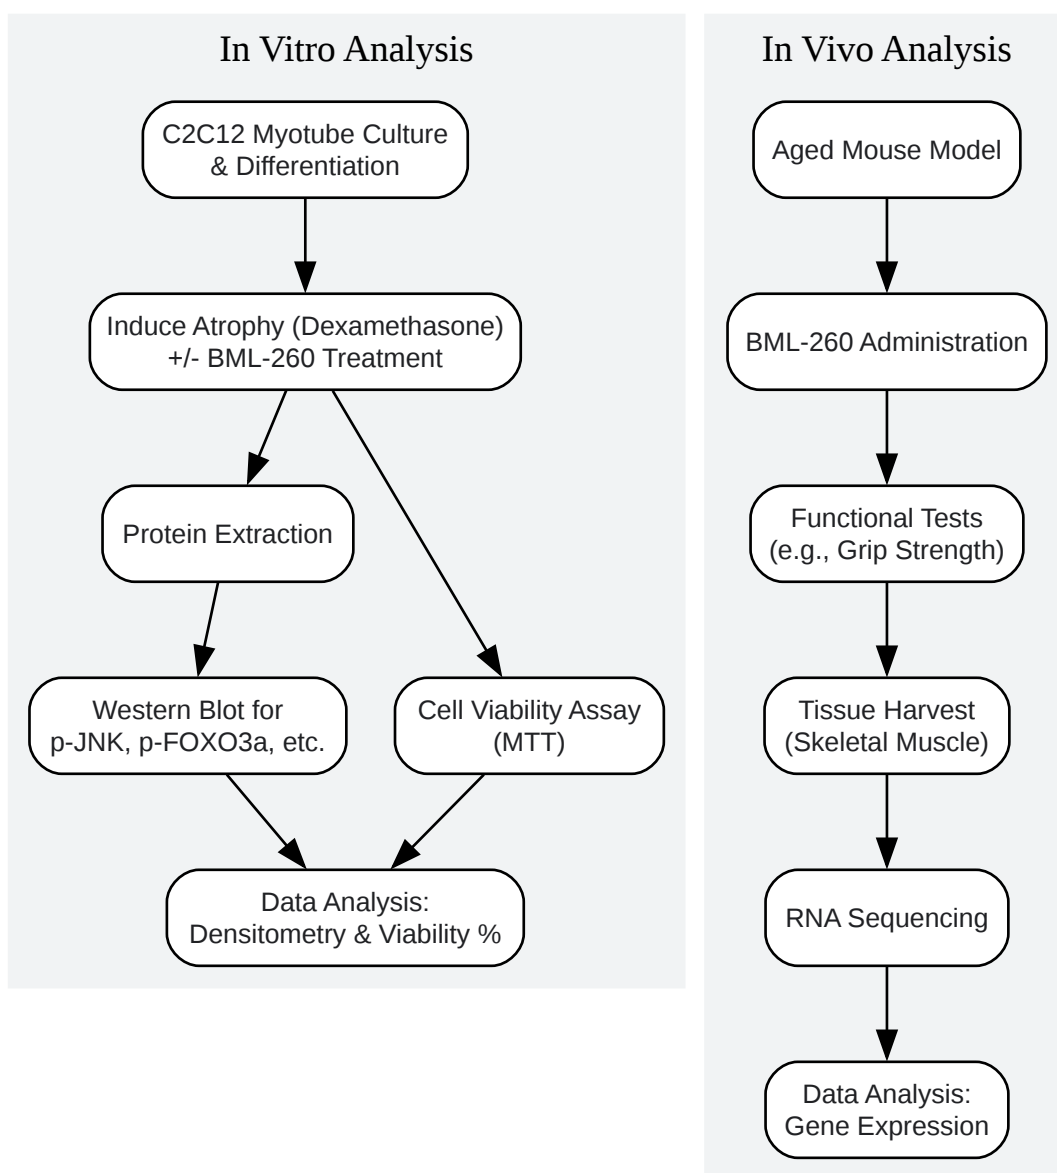 In Vitro Analysis
C2C12 Myotube Culture
& Differentiation
Induce Atrophy (Dexamethasone)
+/- BML-260 Treatment
Protein Extraction
Western Blot for
p-JNK, p-FOXO3a, etc.
Cell Viability Assay
(MTT)
Data Analysis:
Densitometry & Viability %
In Vivo Analysis
Aged Mouse Model
BML-260 Administration
Functional Tests
(e.g., Grip Strength)
Tissue Harvest
(Skeletal Muscle)
RNA Sequencing
Data Analysis:
Gene Expression